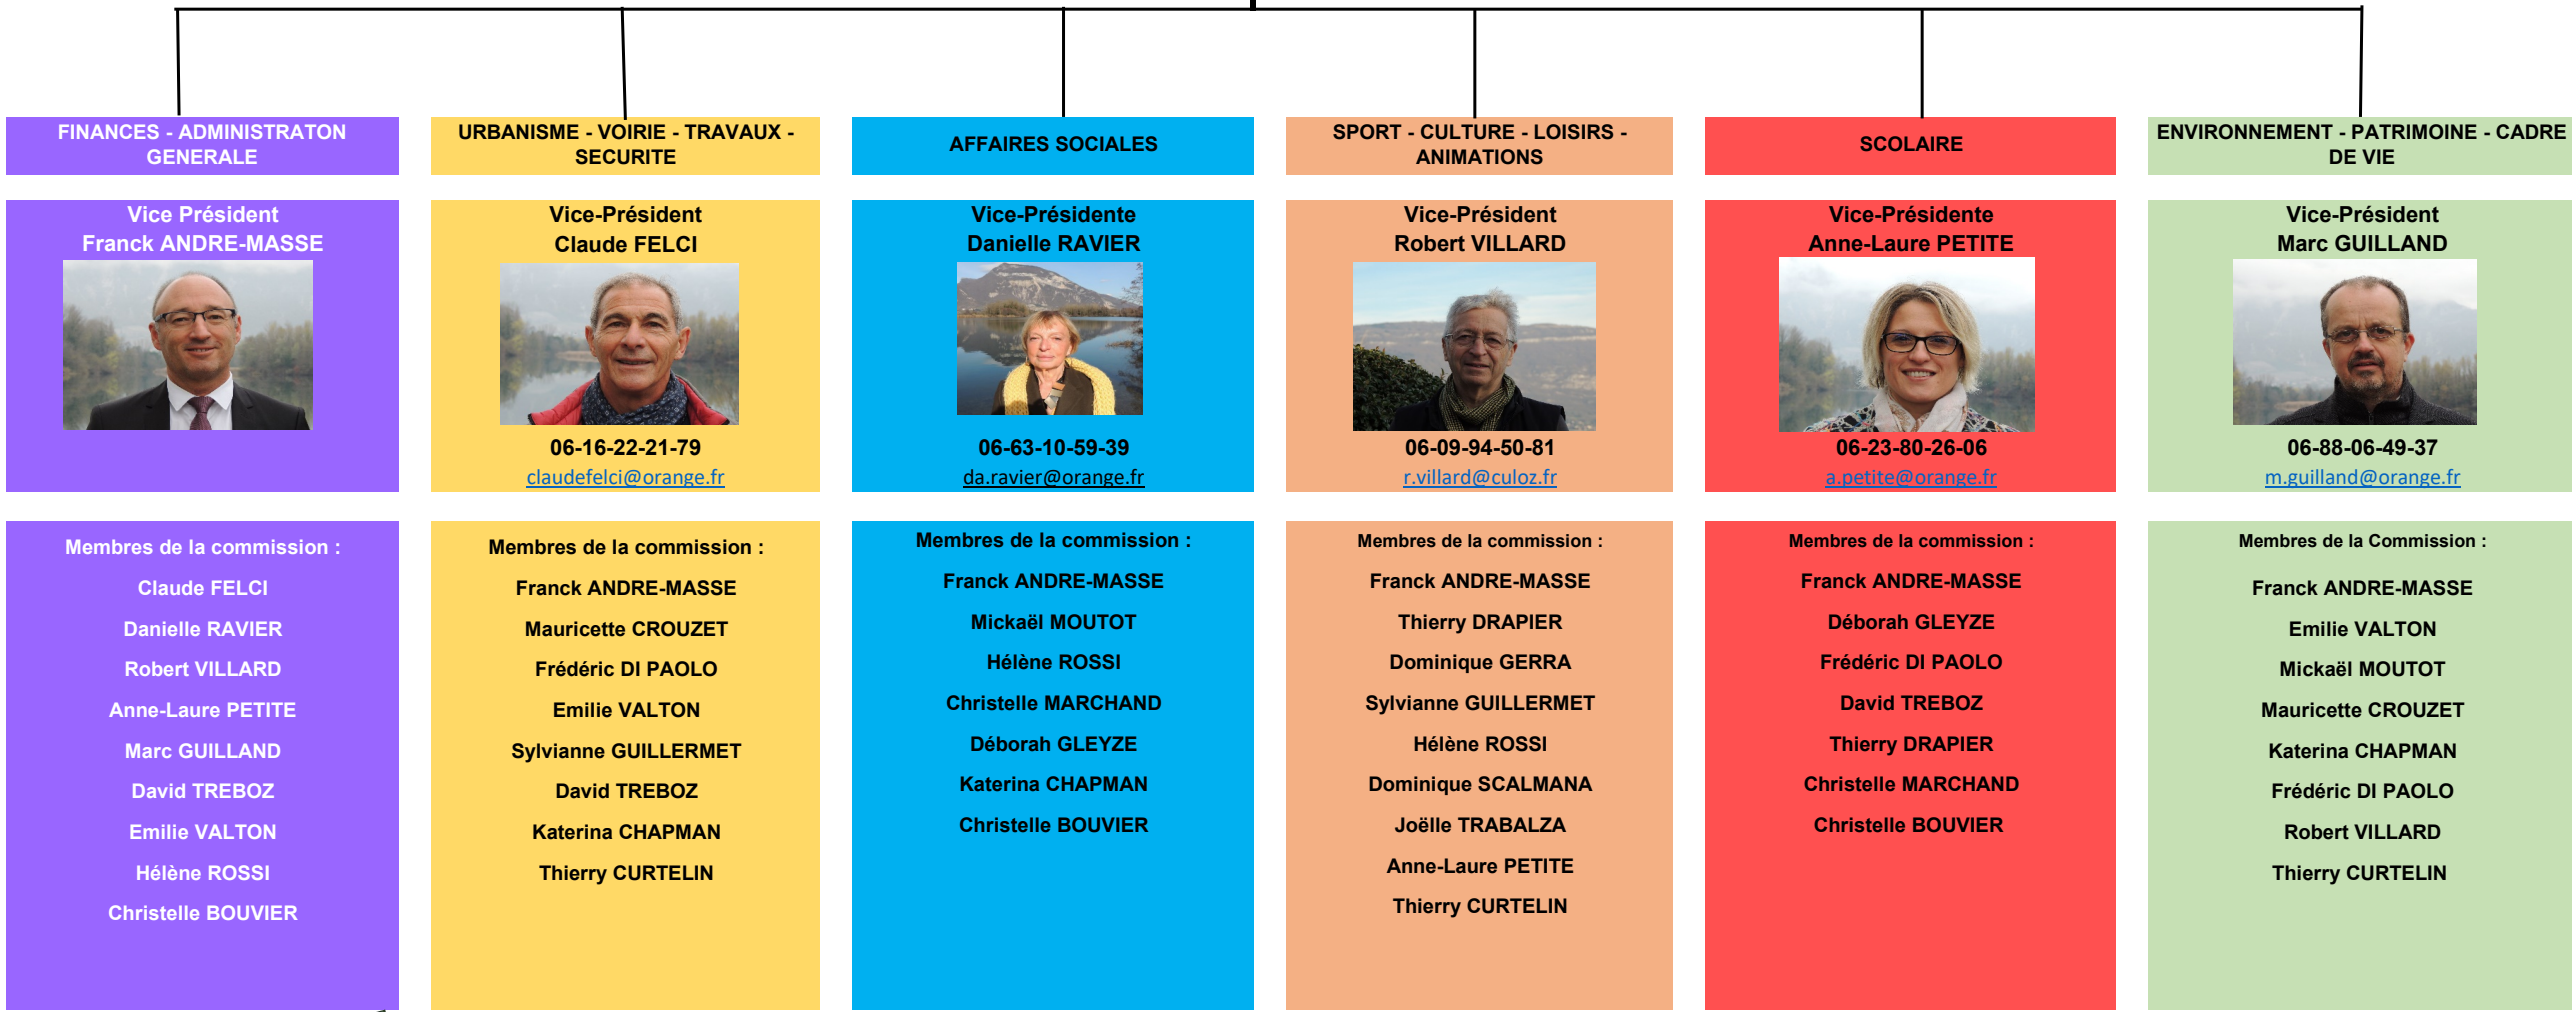 FINANCES - ADMINISTRATON
GENERALE
Vice Président
Franck ANDRE-MASSE
Membres de la commission :
Claude FELCI
Danielle RAVIER
Robert VILLARD
Anne-Laure PETITE
Marc GUILLAND
David TREBOZ
Emilie VALTON
Hélène ROSSI
Christelle BOUVIER
URBANISME - VOIRIE - TRAVAUX -
SECURITE
Vice-Président
Claude FELCI
06-16-22-21-79
claudefelci@orange.fr
Membres de la commission :
Franck ANDRE-MASSE
Mauricette CROUZET
Frédéric DI PAOLO
Emilie VALTON
Sylvianne GUILLERMET
David TREBOZ
Katerina CHAPMAN
Thierry CURTELIN
AFFAIRES SOCIALES
Vice-Présidente
Danielle RAVIER
06-63-10-59-39
da.ravier@orange.fr
Membres de la commission :
Franck ANDRE-MASSE
Mickaël MOUTOT
Hélène ROSSI
Christelle MARCHAND
Déborah GLEYZE
Katerina CHAPMAN
Christelle BOUVIER
SPORT - CULTURE - LOISIRS -
ANIMATIONS
Vice-Président
Robert VILLARD
06-09-94-50-81
r.villard@culoz.fr
Membres de la commission :
Franck ANDRE-MASSE
Thierry DRAPIER
Dominique GERRA
Sylvianne GUILLERMET
Hélène ROSSI
Dominique SCALMANA
Joëlle TRABALZA
Anne-Laure PETITE
Thierry CURTELIN
SCOLAIRE
Vice-Présidente
Anne-Laure PETITE
06-23-80-26-06
a.petite@orange.fr
Membres de la commission :
Franck ANDRE-MASSE
Déborah GLEYZE
Frédéric DI PAOLO
David TREBOZ
Thierry DRAPIER
Christelle MARCHAND
Christelle BOUVIER
ENVIRONNEMENT - PATRIMOINE - CADRE
DE VIE
Vice-Président
Marc GUILLAND
06-88-06-49-37
m.guilland@orange.fr
Membres de la Commission :
Franck ANDRE-MASSE
Emilie VALTON
Mickaël MOUTOT
Mauricette CROUZET
Katerina CHAPMAN
Frédéric DI PAOLO
Robert VILLARD
Thierry CURTELIN